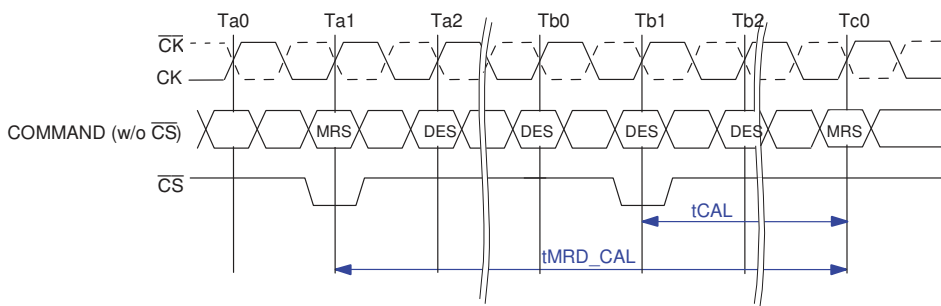 Ta0 Ta1 Ta2 Tb0 Tb1 Tb2 Tc0
CK
CK
COMMAND (w/o CS) MRS DES DES DES DES MRS
CS
tCAL
tMRD_CAL